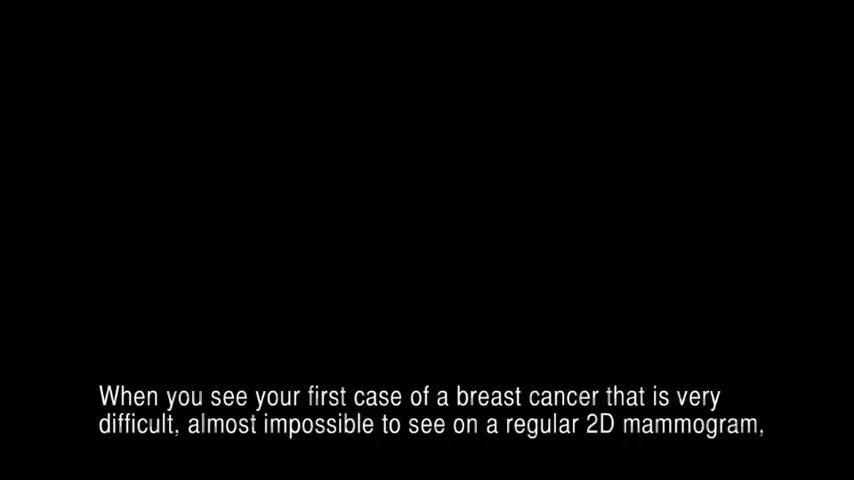 When you see your first case of a breast cancer that is very
difficult, almost impossible to see on a regular 2D mammogram,